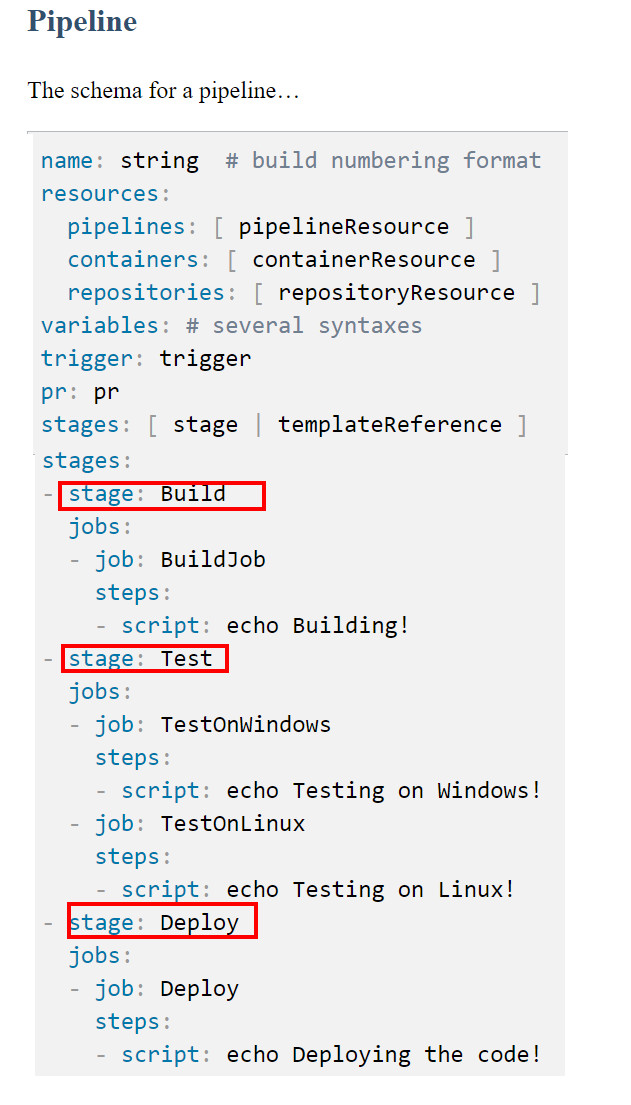 Pipeline
The schema for a pipeline…
name: string  # build numbering format
resources:
  pipelines: [ pipelineResource ]
  containers: [ containerResource ]
  repositories: [ repositoryResource ]
variables: # several syntaxes
trigger: trigger
pr: pr
stages: [ stage | templateReference ]
stages:
- stage: Build
  jobs:
  - job: BuildJob
    steps:
    - script: echo Building!
- stage: Test
  jobs:
  - job: TestOnWindows
    steps:
    - script: echo Testing on Windows!
  - job: TestOnLinux
    steps:
    - script: echo Testing on Linux!
- stage: Deploy
  jobs:
  - job: Deploy
    steps:
    - script: echo Deploying the code!